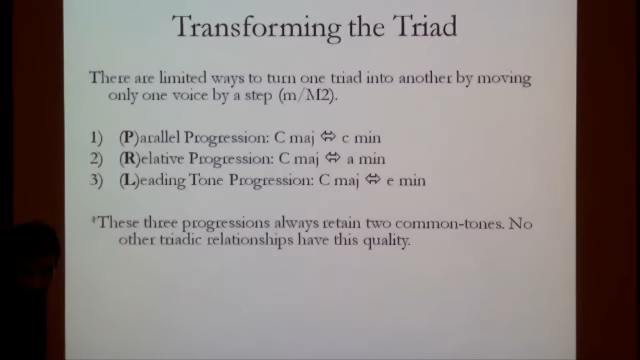 Transforming the Triad
There are limited ways to turn one triad into another by moving
only one voice by a step (m/M2).
1) (P)arallel Progression: C maj ⇔ c min
2) (R)elative Progression: C maj ⇔ a min
3) (L)eading Tone Progression: C maj ⇔ e min
*These three progressions always retain two common-tones. No
other triadic relationships have this quality.